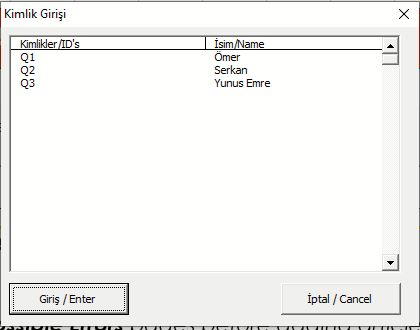 Kimlik Girişi
Kimlikler/ID's İsim/Name
Q1 Ömer
Q2 Serkan
Q3 Yunus Emre
Giriş / Enter İptal / Cancel